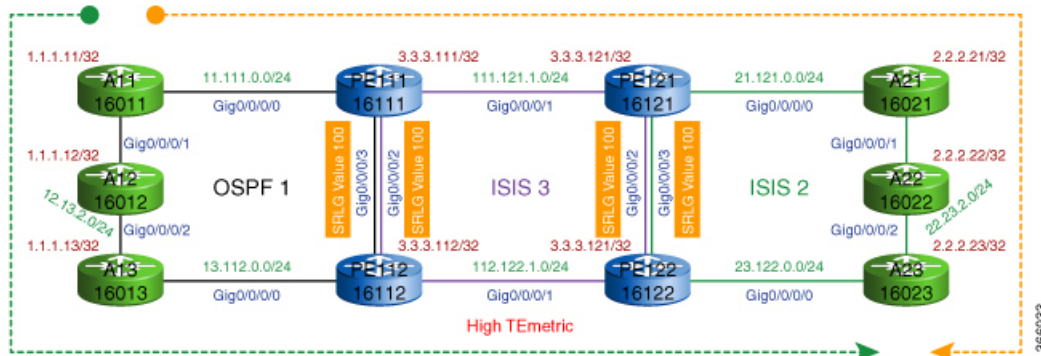 1.1.1.11/32
3.3.3.111/32
3.3.3.121/32
2.2.2.21/32
A11
16011
11.111.0.0/24
Gig0/0/0/0
PE111
16111
111.121.1.0/24
Gig0/0/0/1
PE121
16121
21.121.0.0/24
Gig0/0/0/0
A21
16021
Gig0/0/0/1
Gig0/0/0/1
1.1.1.12/32
2.2.2.22/32
A12
16012
12.13.2.0/24
OSPF 1
SRLG Value 100
Gig0/0/0/3
Gig0/0/0/2
SRLG Value 100
ISIS 3
SRLG Value 100
Gig0/0/0/2
Gig0/0/0/3
SRLG Value 100
ISIS 2
A22
16022
22.23.2.0/24
Gig0/0/0/2
Gig0/0/0/2
1.1.1.13/32
3.3.3.112/32
3.3.3.121/32
2.2.2.23/32
A13
16013
13.112.0.0/24
Gig0/0/0/0
PE112
16112
112.122.1.0/24
Gig0/0/0/1
PE122
16122
23.122.0.0/24
Gig0/0/0/0
A23
16023
High TEmetric